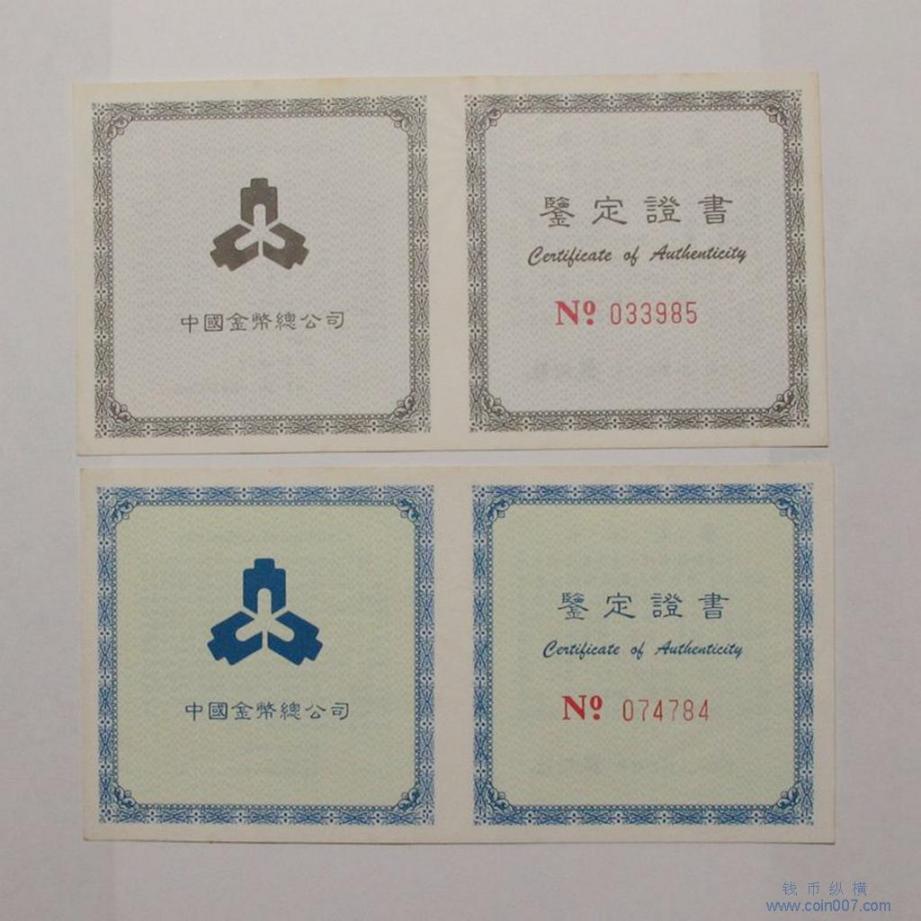 中國金幣總公司
鑒定證書
Certificate of Authenticity
Nº 033985
中國金幣總公司
鑒定證書
Certificate of Authenticity
Nº 074784
钱币纵横
www.coin007.com